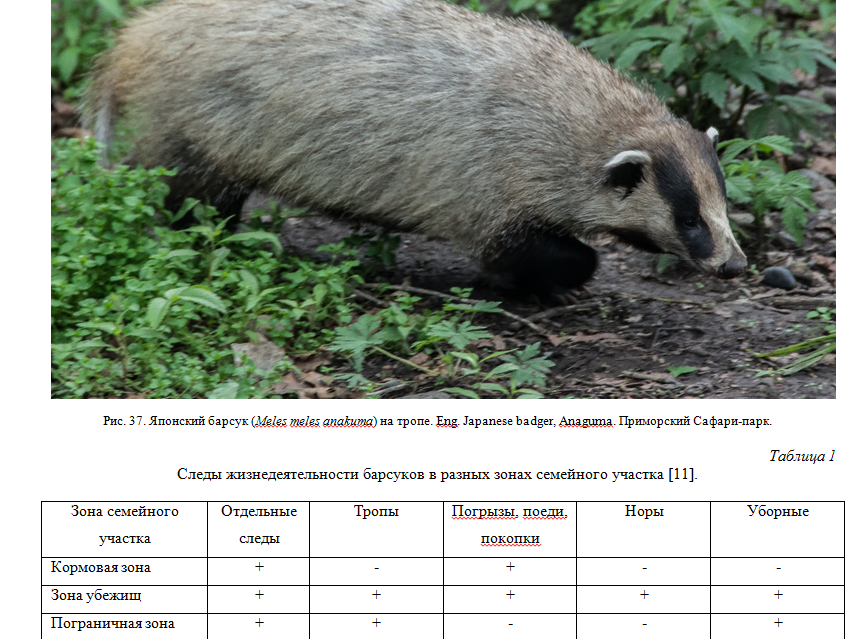 Рис. 37. Японский барсук (Meles meles anakuma) на тропе. Eng. Japanese badger, Anaguma. Приморский Сафари-парк.
Таблица 1
Следы жизнедеятельности барсуков в разных зонах семейного участка [11].
Зона семейного участка | Отдельные следы | Тропы | Погрызы, поеди, покопки | Норы | Уборные
Кормовая зона | + | - | + | - | -
Зона убежищ | + | + | + | + | +
Пограничная зона | + | + | - | - | +